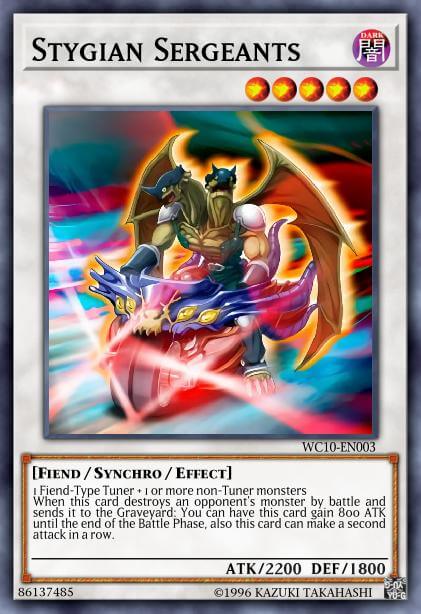 STYGIAN SERGEANTS
DARK
闇
WC10-EN003
[FIEND / SYNCHRO / EFFECT]
1 Fiend-Type Tuner + 1 or more non-Tuner monsters
When this card destroys an opponent's monster by battle and
sends it to the Graveyard: You can have this card gain 800 ATK
until the end of the Battle Phase, also this card can make a second
attack in a row.
ATK/2200 DEF/1800
86137485
©1996 KAZUKI TAKAHASHI